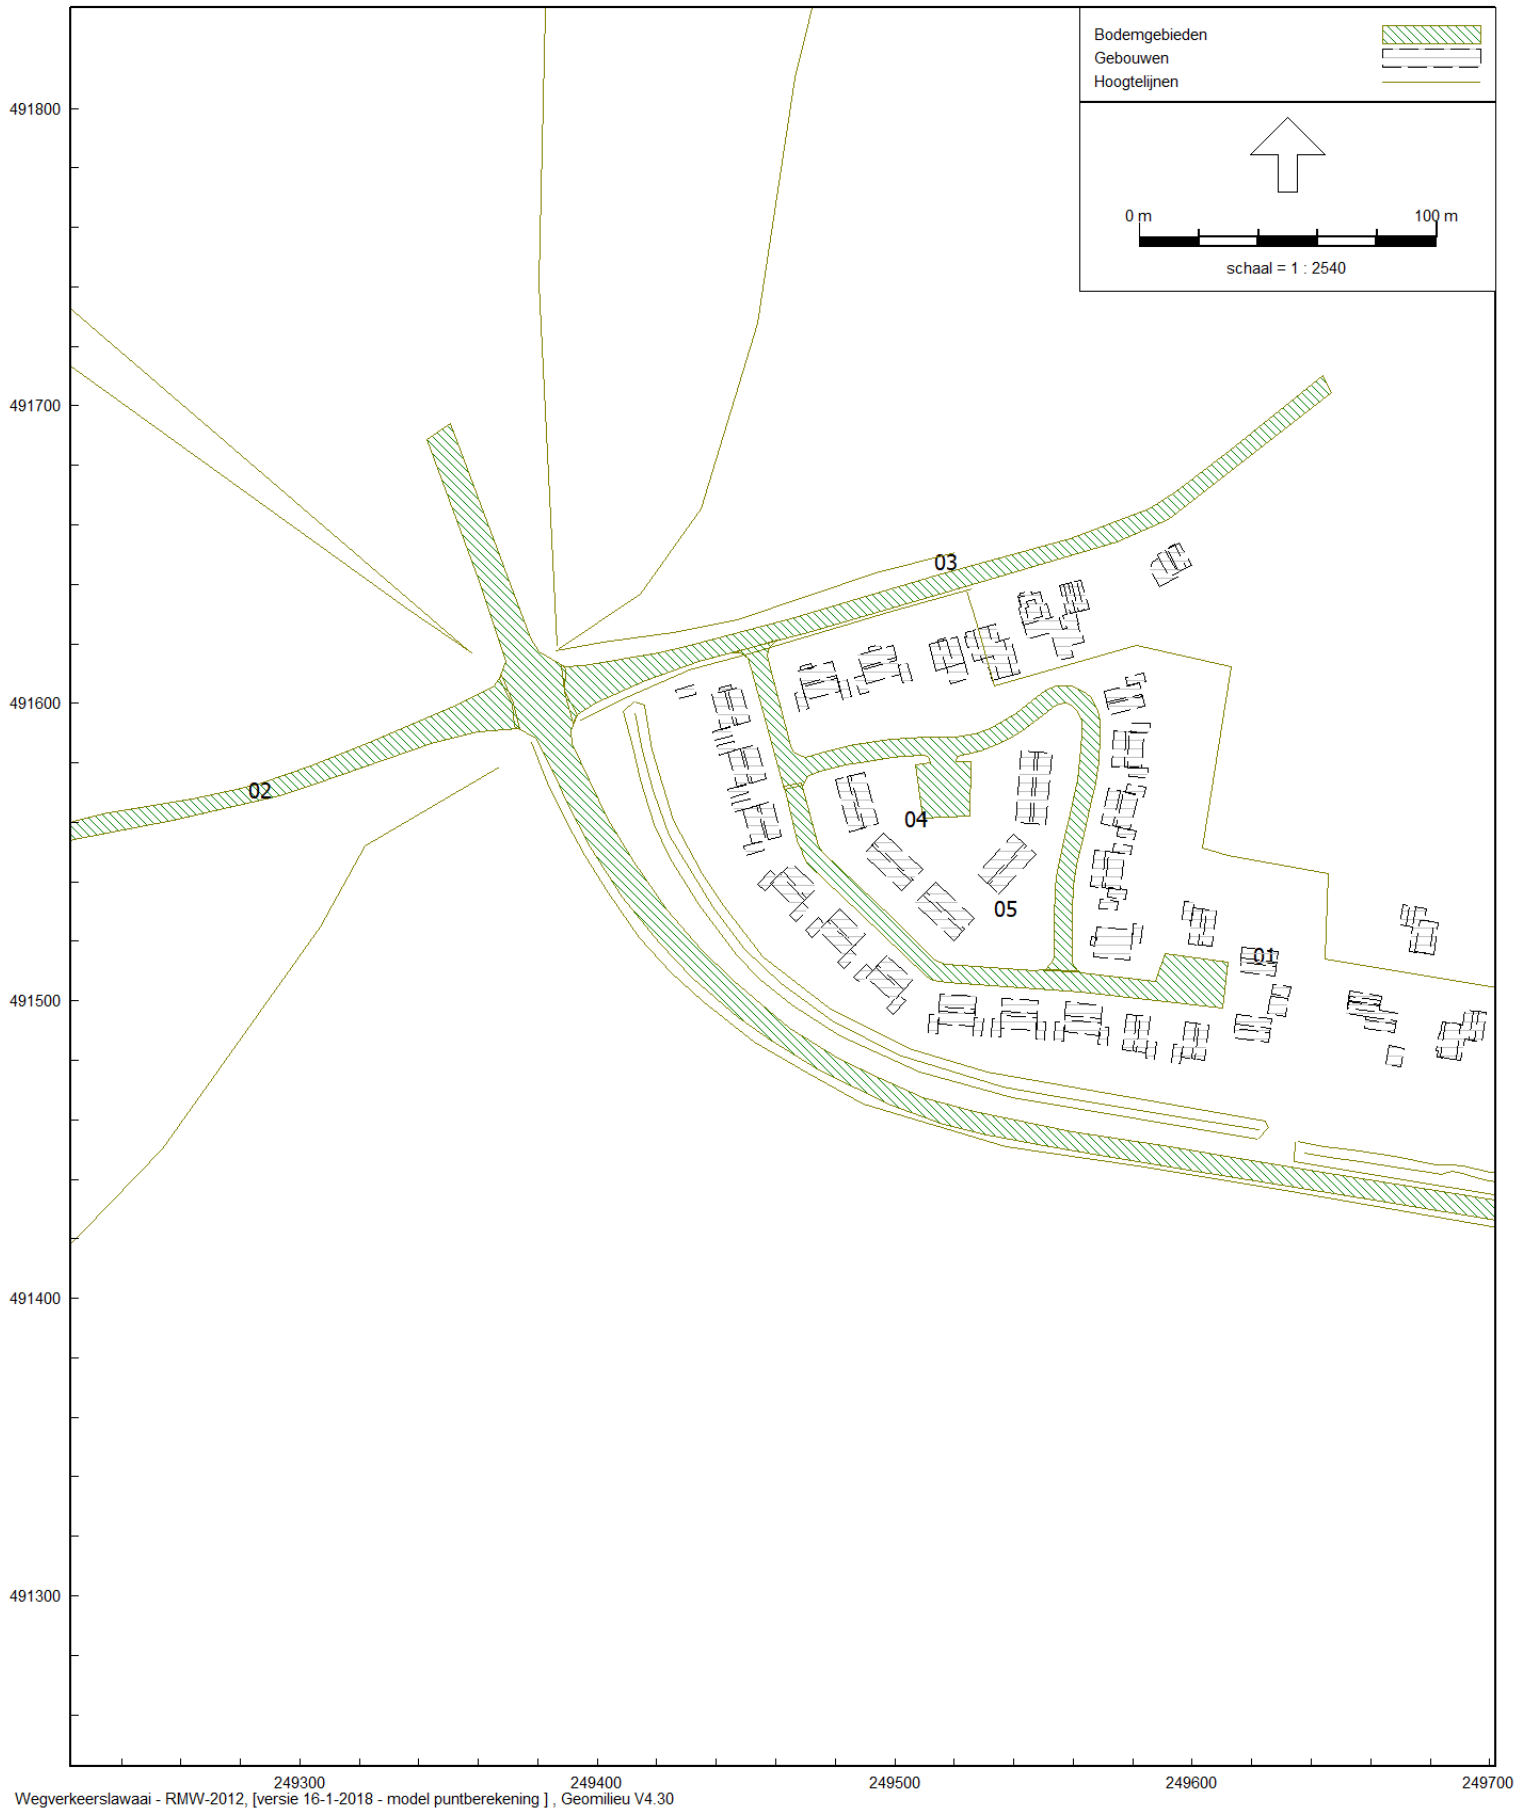 Bodemgebieden
Gebouwen
Hoogtelijnen
0 m 100 m
schaal = 1 : 2540
491800
491700
491600
491500
491400
491300
03
02
04
05
01
249300 249400 249500 249600 249700
Wegverkeerslawaai - RMW-2012, [versie 16-1-2018 - model puntberekening ] , Geomilieu V4.30